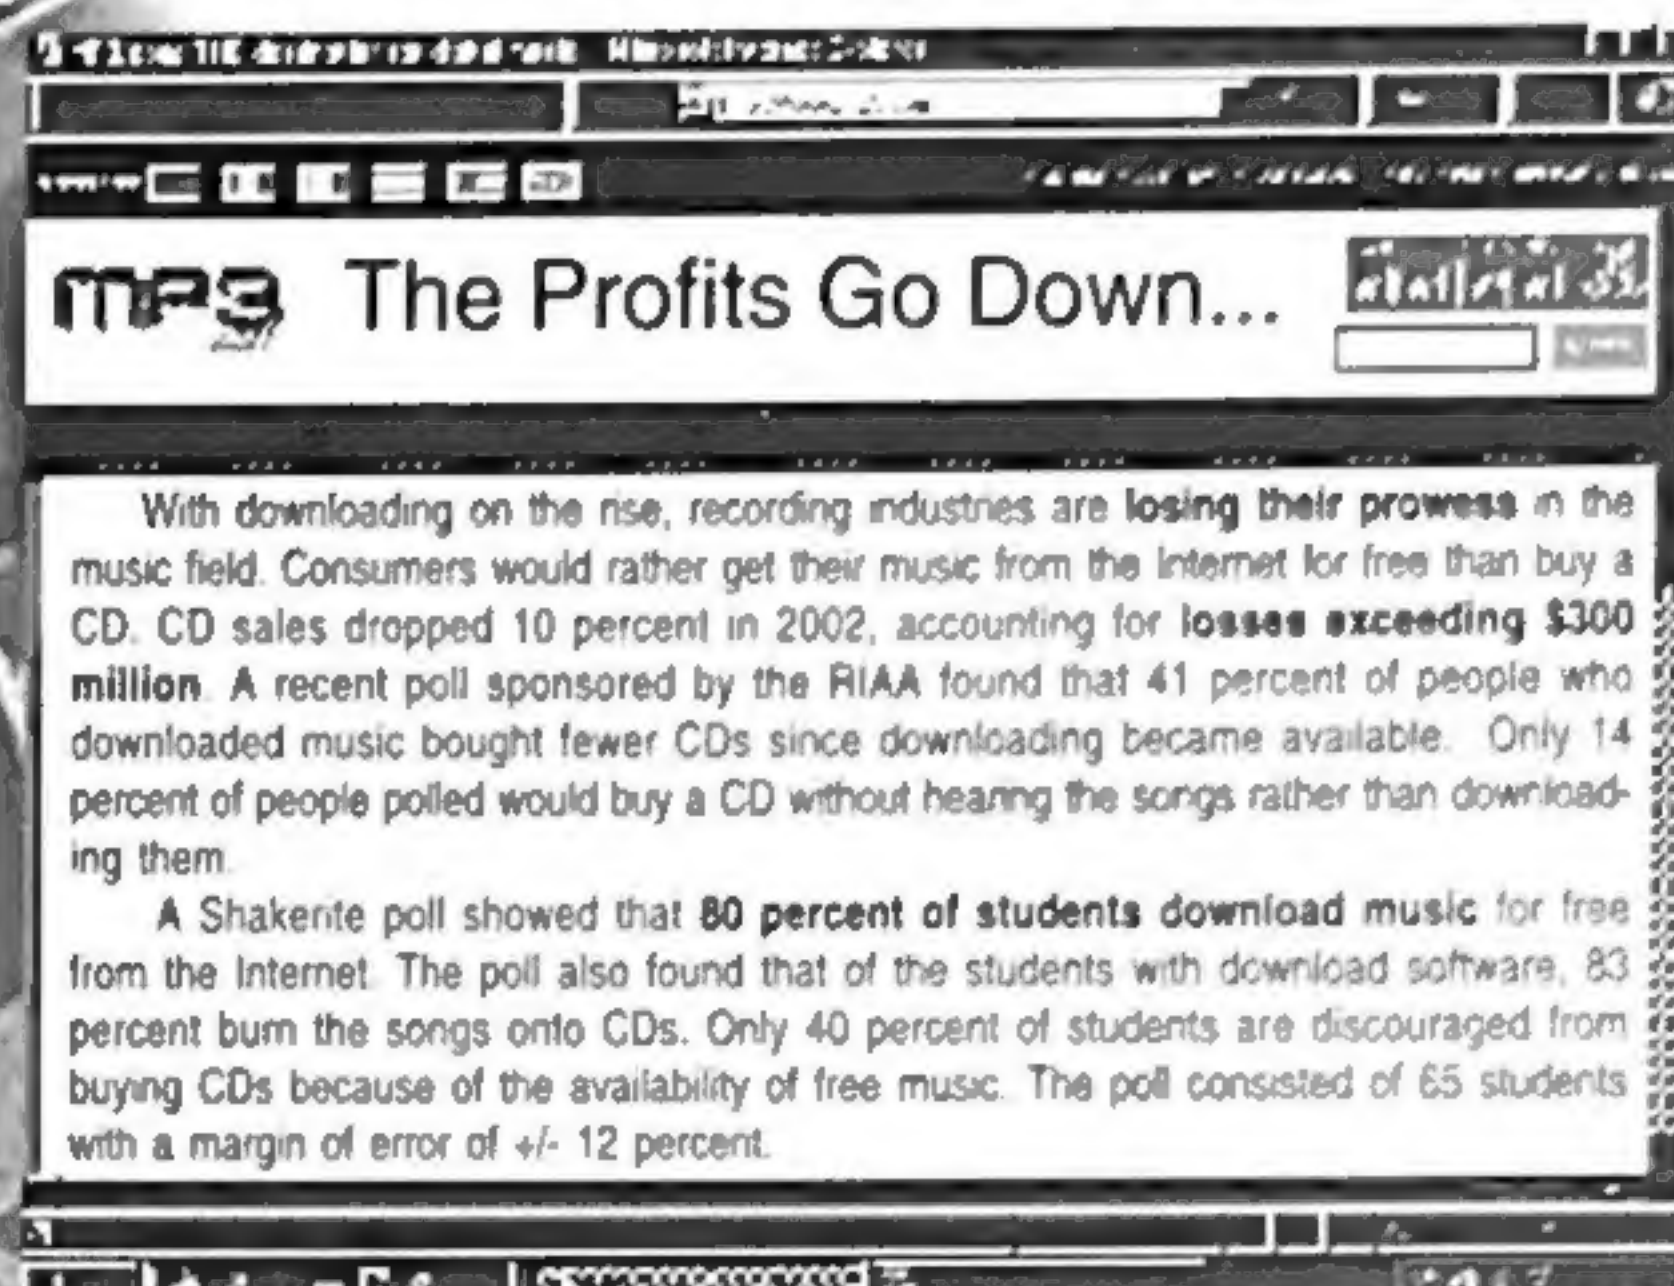 mp3 The Profits Go Down...
With downloading on the rise, recording industries are losing their prowess in the
music field. Consumers would rather get their music from the Internet for free than buy a
CD. CD sales dropped 10 percent in 2002, accounting for losses exceeding $300
million. A recent poll sponsored by the RIAA found that 41 percent of people who
downloaded music bought fewer CDs since downloading became available. Only 14
percent of people polled would buy a CD without hearing the songs rather than download-
ing them.
A Shakerite poll showed that 80 percent of students download music for free
from the Internet. The poll also found that of the students with download software, 83
percent burn the songs onto CDs. Only 40 percent of students are discouraged from
buying CDs because of the availability of free music. The poll consisted of 65 students
with a margin of error of +/- 12 percent.